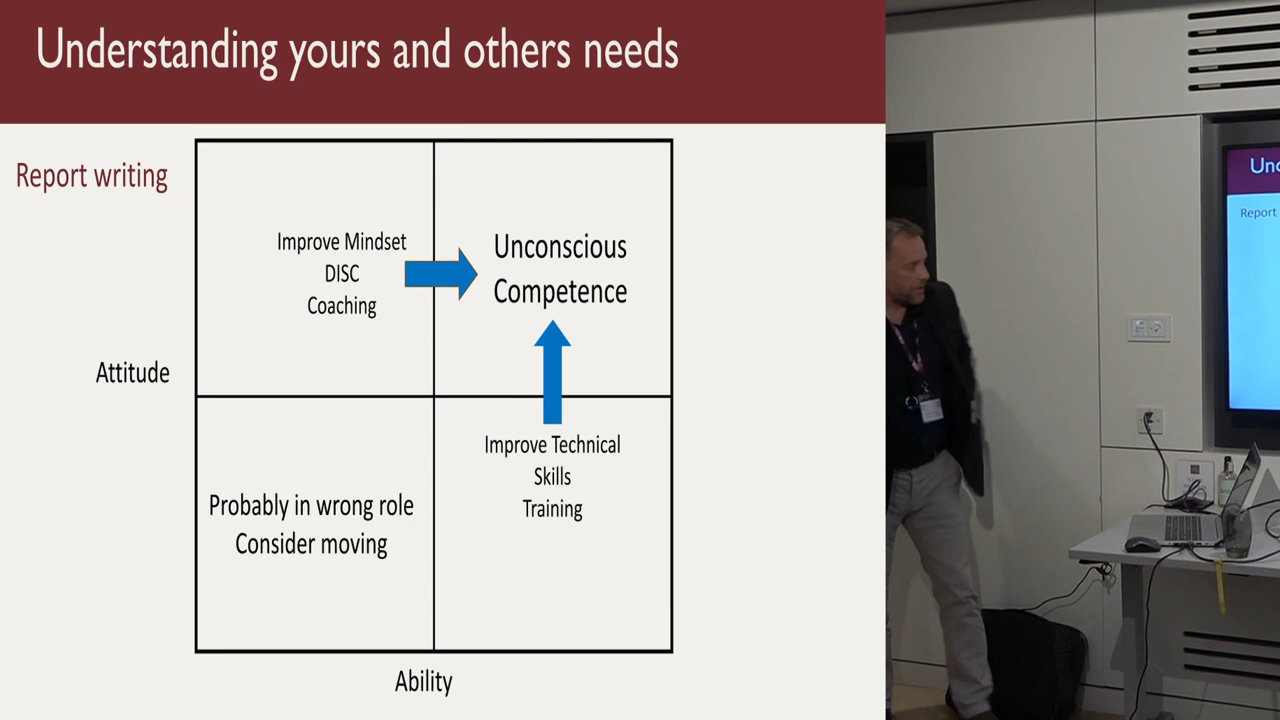 Understanding yours and others needs
Report writing
Improve Mindset
DISC
Coaching
Unconscious
Competence
Attitude
Improve Technical
Skills
Training
Probably in wrong role
Consider moving
Ability
Report